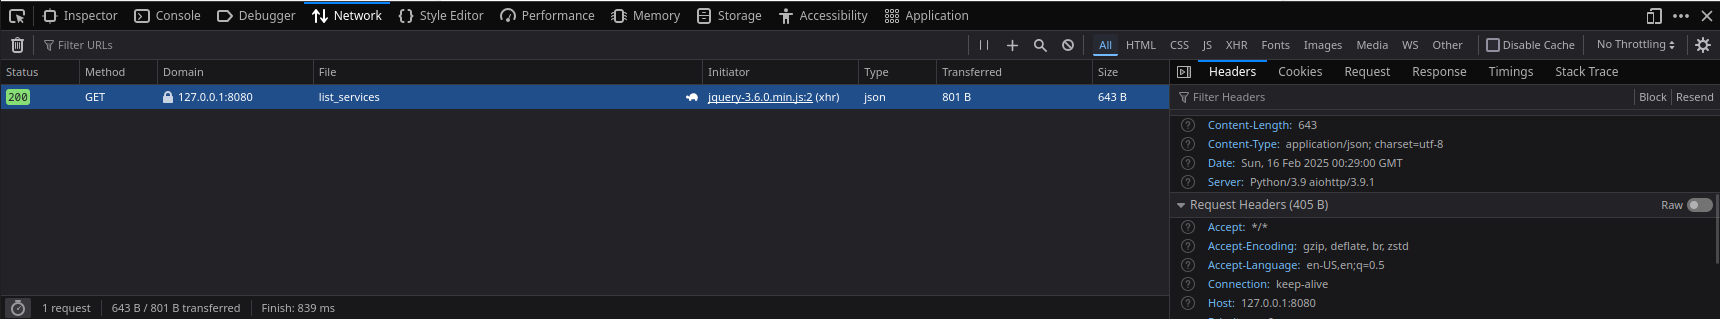 Inspector Console Debugger Network Style Editor Performance Memory Storage Accessibility Application
Filter URLs All HTML CSS JS XHR Fonts Images Media WS Other Disable Cache No Throttling
Status Method Domain File Initiator Type Transferred Size
200 GET 127.0.0.1:8080 list_services jquery-3.6.0.min.js:2 (xhr) json 801 B 643 B
1 request 643 B / 801 B transferred Finish: 839 ms
Headers Cookies Request Response Timings Stack Trace
Filter Headers Block Resend
Content-Length: 643
Content-Type: application/json; charset=utf-8
Date: Sun, 16 Feb 2025 00:29:00 GMT
Server: Python/3.9 aiohttp/3.9.1
Request Headers (405 B) Raw
Accept: */*
Accept-Encoding: gzip, deflate, br, zstd
Accept-Language: en-US,en;q=0.5
Connection: keep-alive
Host: 127.0.0.1:8080